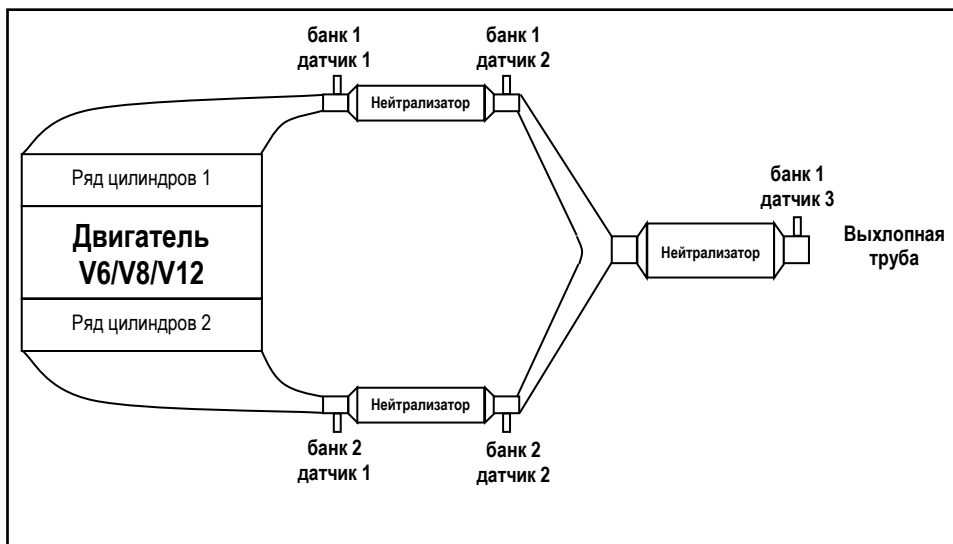 банк 1
датчик 1
банк 1
датчик 2
Нейтрализатор
Ряд цилиндров 1
Двигатель
V6/V8/V12
Ряд цилиндров 2
банк 1
датчик 3
Нейтрализатор
Выхлопная
труба
Нейтрализатор
банк 2
датчик 1
банк 2
датчик 2